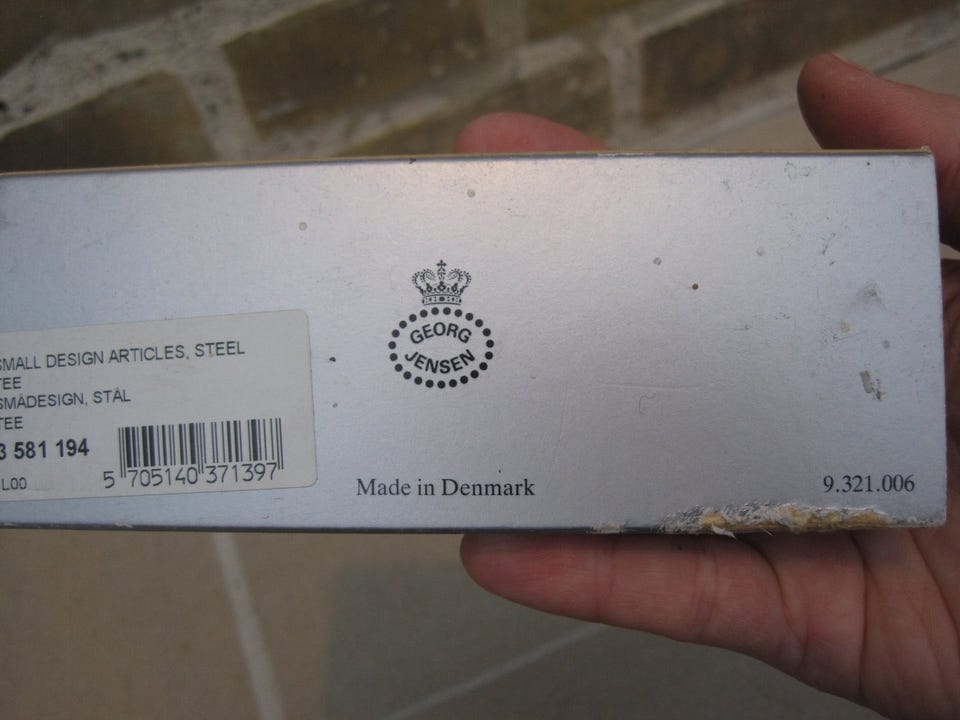 GEORG
JENSEN
SMALL DESIGN ARTICLES, STEEL
TEE
SMÅDESIGN, STÅL
TEE
3 581 194
L00
5 705140 371397
Made in Denmark
9.321.006